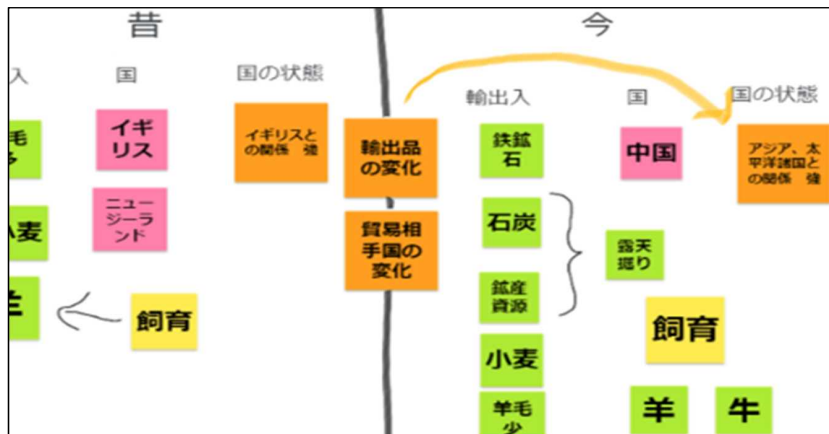 昔
入
国
国の状態
毛
多
イギ
リス
イギリスと
の関係 強
小麦
ニュー
ジーラ
ンド
羊
飼育
輸出品
の変化
貿易相
手国の
変化
今
輸出入
国
国の状態
鉄鉱
石
中国
アジア、太
平洋諸国と
の関係 強
石炭
露天
掘り
鉱産
資源
飼育
小麦
羊毛
少
羊
牛